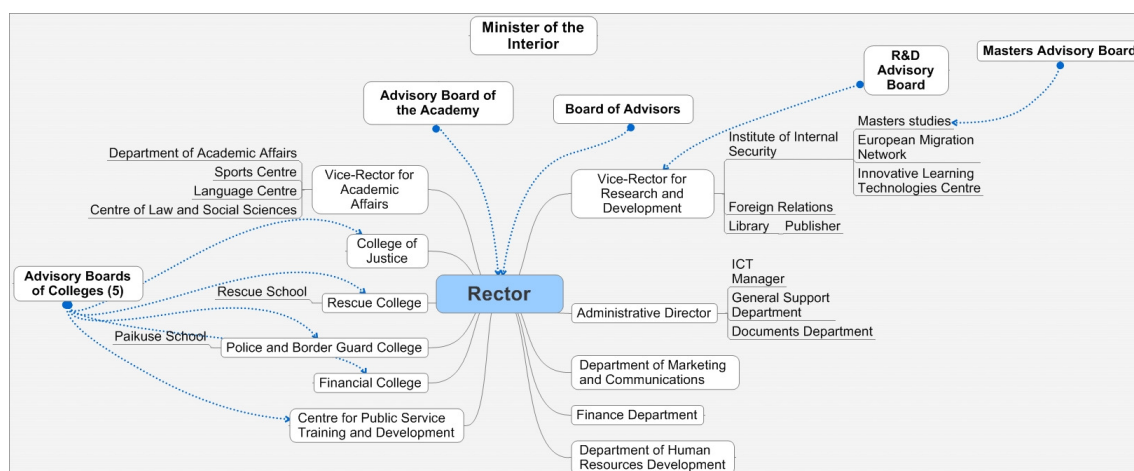 Minister of the
Interior
R&D
Advisory
Board
Masters Advisory Board
Advisory Board of
the Academy
Board of Advisors
Masters studies
Institute of Internal
Security
European Migration
Network
Innovative Learning
Technologies Centre
Department of Academic Affairs
Sports Centre
Language Centre
Centre of Law and Social Sciences
Vice-Rector for
Academic
Affairs
Vice-Rector for
Research and
Development
Foreign Relations
Library
Publisher
College of
Justice
Advisory Boards
of Colleges (5)
Rescue School
Rescue College
Rector
Paikuse School
Police and Border Guard College
Financial College
Centre for Public Service
Training and Development
Administrative Director
ICT
Manager
General Support
Department
Documents Department
Department of Marketing
and Communications
Finance Department
Department of Human
Resources Development